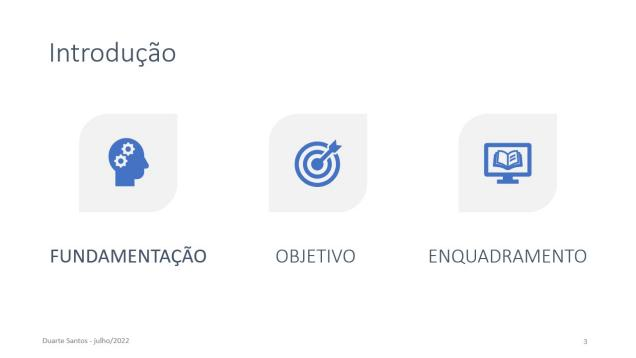 Introdução
FUNDAMENTAÇÃO
OBJETIVO
ENQUADRAMENTO
Duarte Santos - julho/2022
3